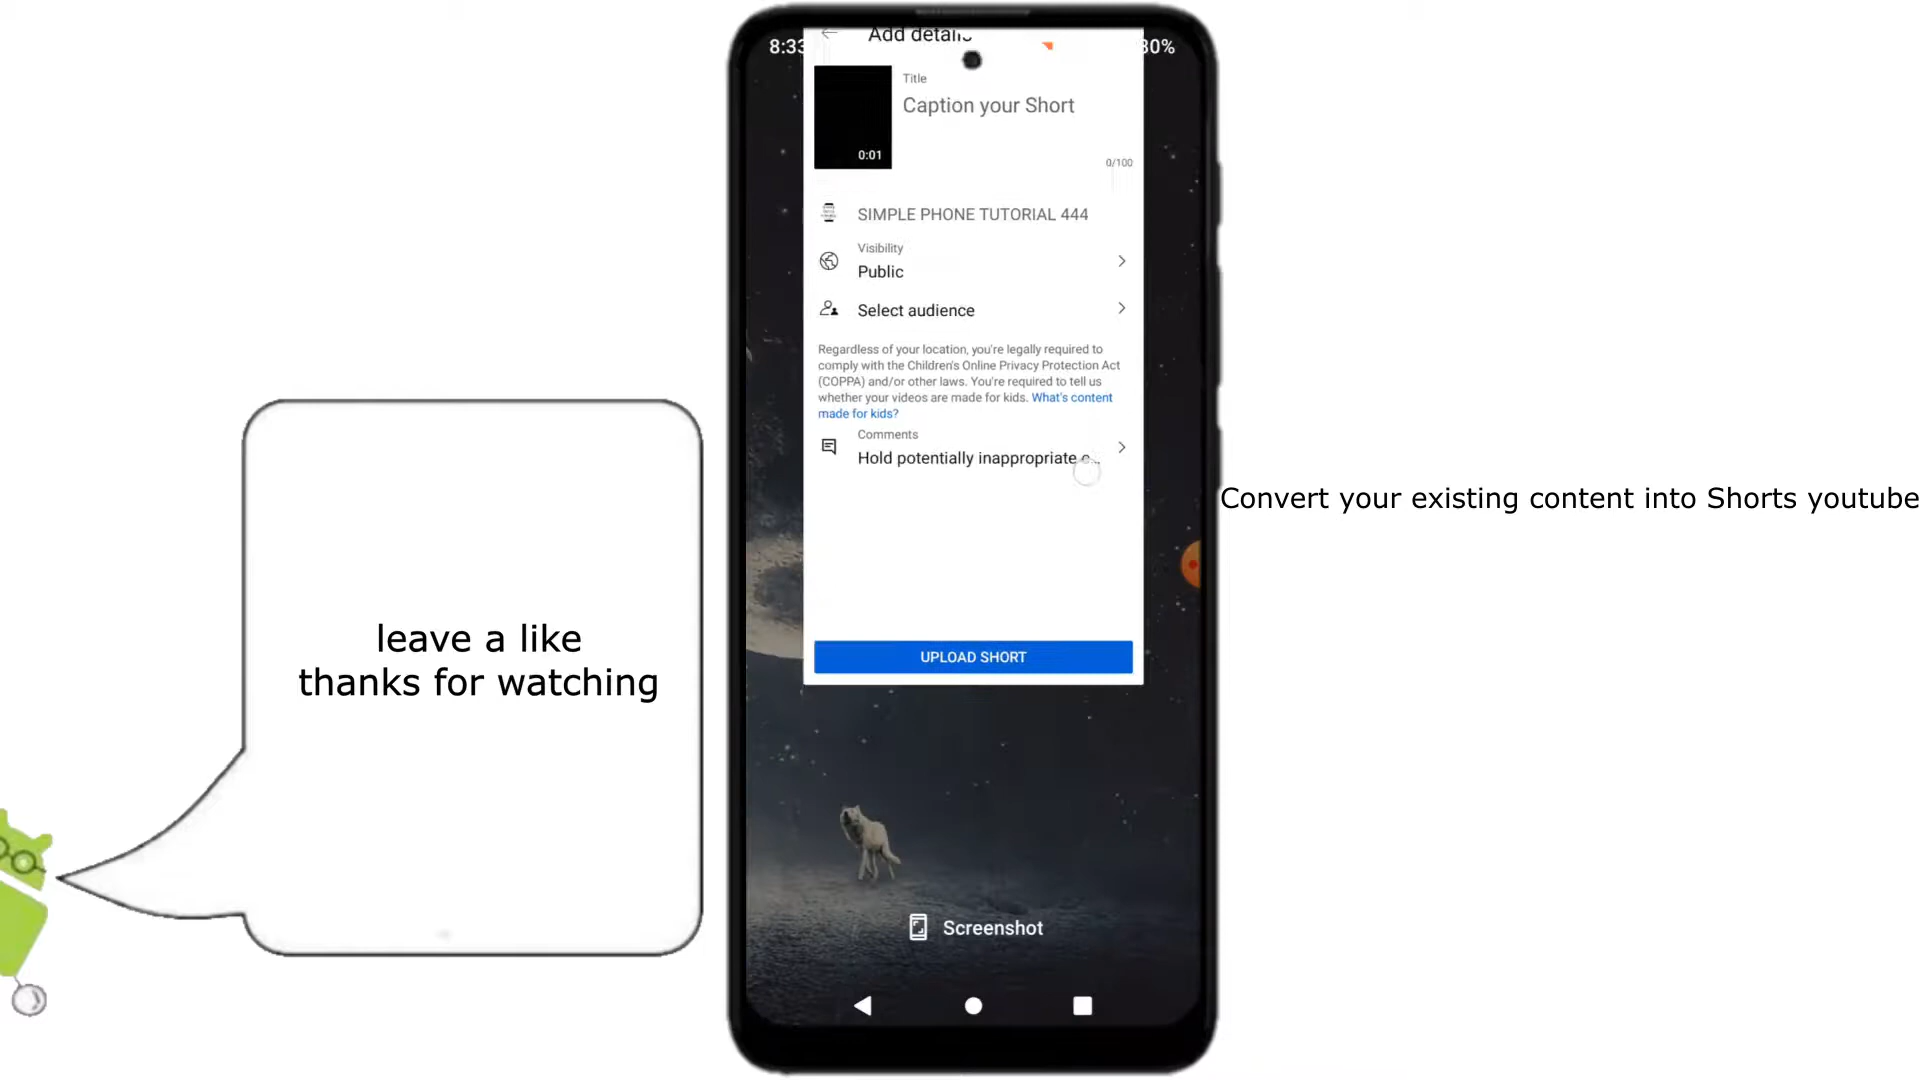 8:33
Add details
30%
Title
Caption your Short
0:01
0/100
SIMPLE PHONE TUTORIAL 444
Visibility
Public
Select audience
Regardless of your location, you're legally required to
comply with the Children's Online Privacy Protection Act
(COPPA) and/or other laws. You're required to tell us
whether your videos are made for kids. What's content
made for kids?
Comments
Hold potentially inappropriate c...
UPLOAD SHORT
Screenshot
leave a like
thanks for watching
Convert your existing content into Shorts youtube